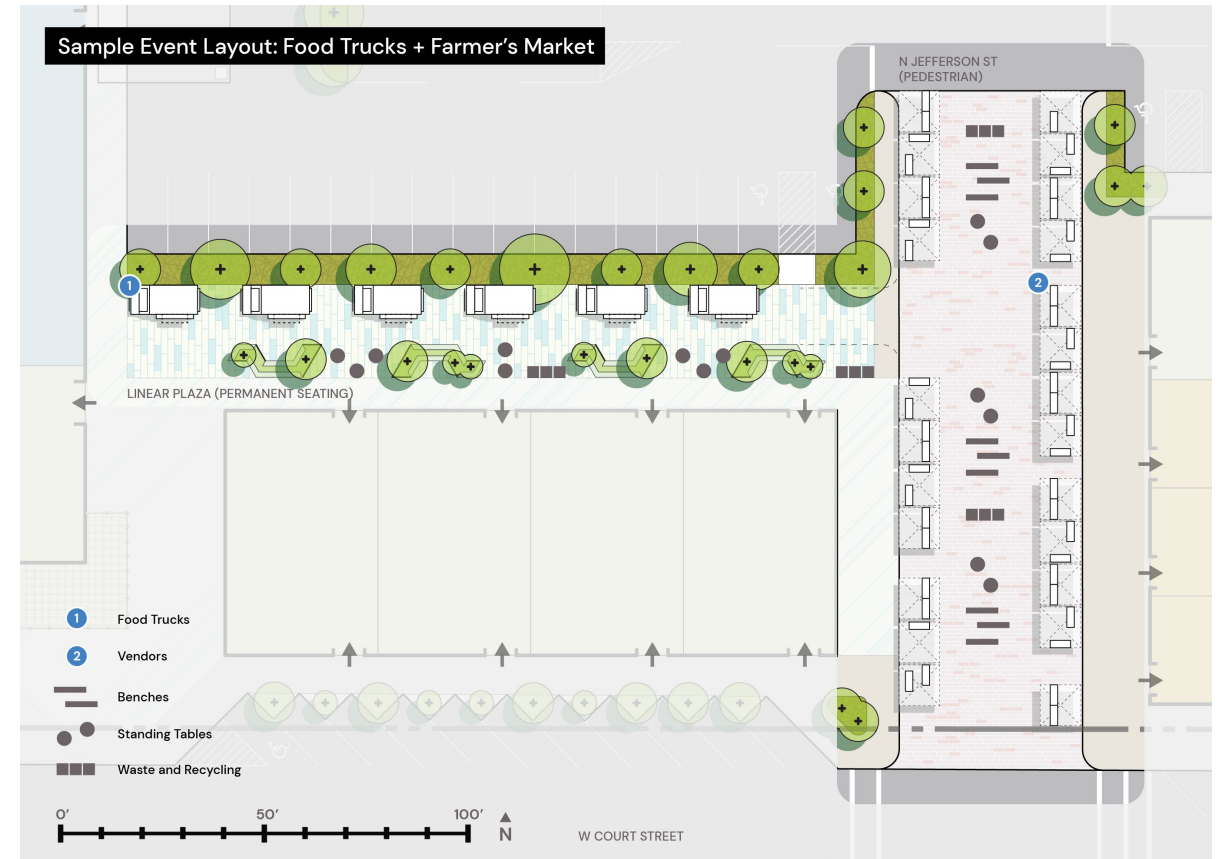 Sample Event Layout: Food Trucks + Farmer's Market
N JEFFERSON ST
(PEDESTRIAN)
1
2
LINEAR PLAZA (PERMANENT SEATING)
1 Food Trucks
2 Vendors
Benches
Standing Tables
Waste and Recycling
0' 50' 100'
N
W COURT STREET